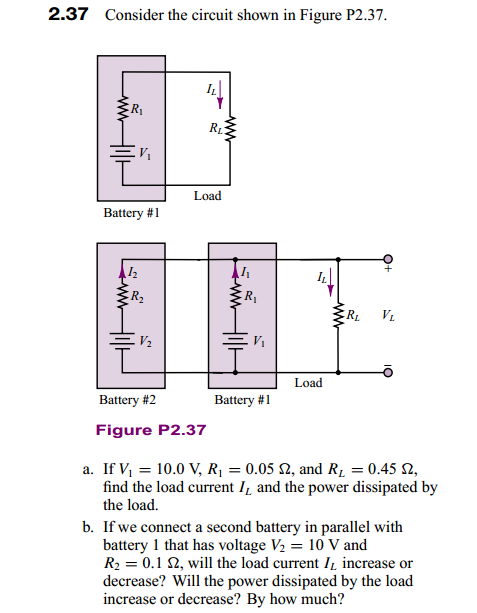 2.37 Consider the circuit shown in Figure P2.37.
I_L
R_1
R_L
V_1
Load
Battery #1
I_2
I_1
I_L
+
R_2
R_1
R_L
V_L
V_2
V_1
–
Load
Battery #2
Battery #1
Figure P2.37
a. If V_1 = 10.0 V, R_1 = 0.05 Ω, and R_L = 0.45 Ω,
find the load current I_L and the power dissipated by
the load.
b. If we connect a second battery in parallel with
battery 1 that has voltage V_2 = 10 V and
R_2 = 0.1 Ω, will the load current I_L increase or
decrease? Will the power dissipated by the load
increase or decrease? By how much?